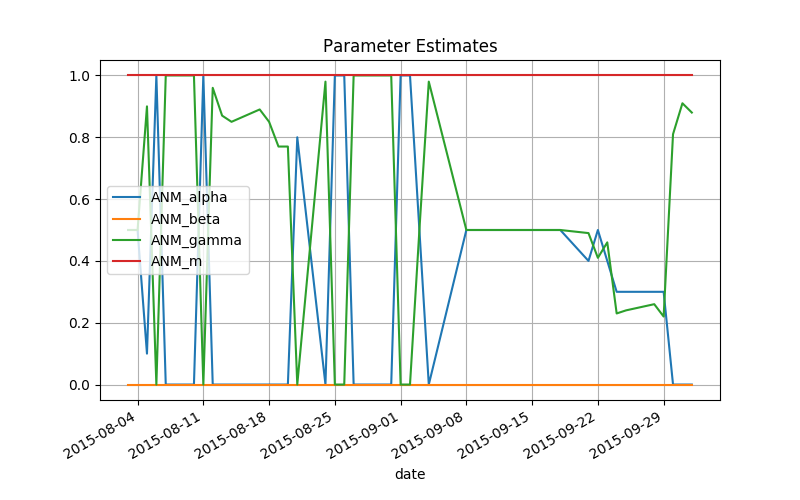 Parameter Estimates
1.0
0.8
0.6
0.4
0.2
0.0
ANM_alpha
ANM_beta
ANM_gamma
ANM_m
2015-08-04
2015-08-11
2015-08-18
2015-08-25
2015-09-01
2015-09-08
2015-09-15
2015-09-22
2015-09-29
date